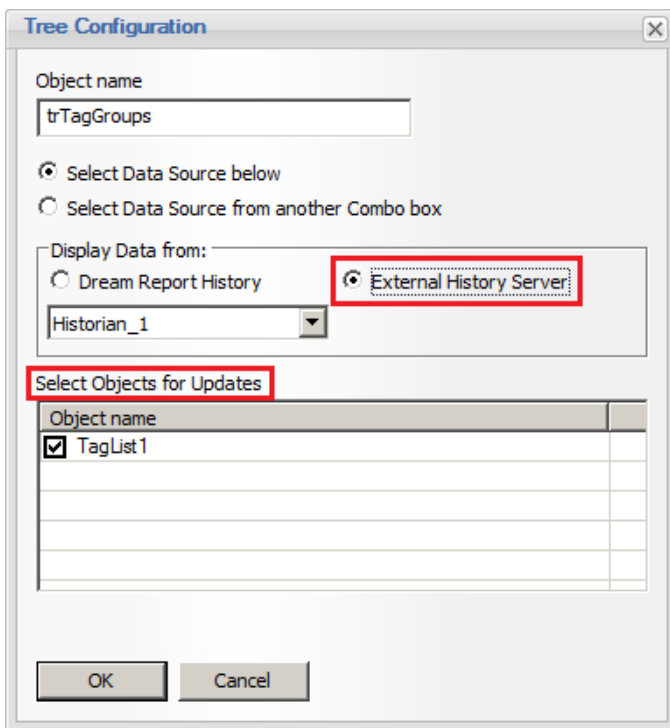 Tree Configuration
Object name
trTagGroups
Select Data Source below
Select Data Source from another Combo box
Display Data from:
Dream Report History
External History Server
Historian_1
Select Objects for Updates
Object name
TagList1
OK
Cancel